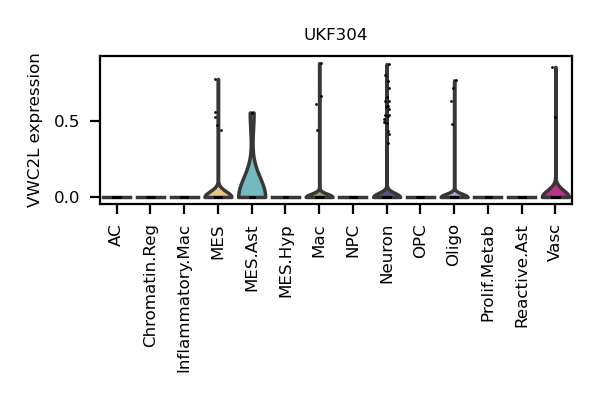 UKF304
VWC2L expression
0.5
0.0
AC
Chromatin.Reg
Inflammatory.Mac
MES
MES.Ast
MES.Hyp
Mac
NPC
Neuron
OPC
Oligo
Prolif.Metab
Reactive.Ast
Vasc